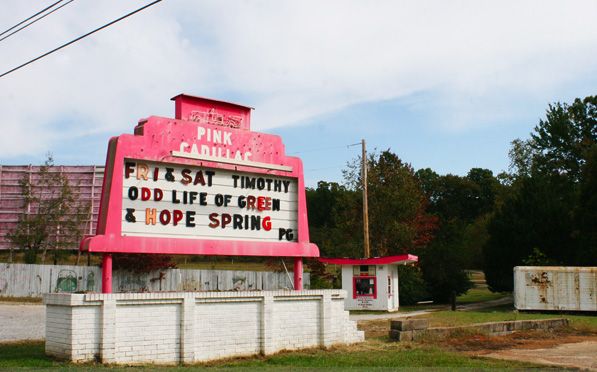 PINK
CADILLAC
FRI & SAT TIMOTHY
ODD LIFE OF GREEN
& HOPE SPRING
PG